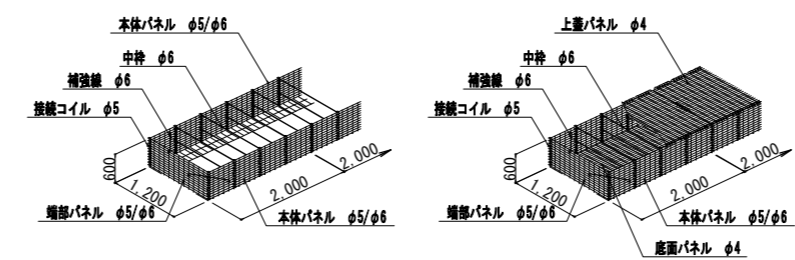 本体パネル φ5/φ6
中枠 φ6
補強線 φ6
接続コイル φ5
600
1,200
2,000
2,000
端部パネル φ5/φ6
本体パネル φ5/φ6
上蓋パネル φ4
中枠 φ6
補強線 φ6
接続コイル φ5
600
1,200
2,000
2,000
端部パネル φ5/φ6
本体パネル φ5/φ6
底面パネル φ4